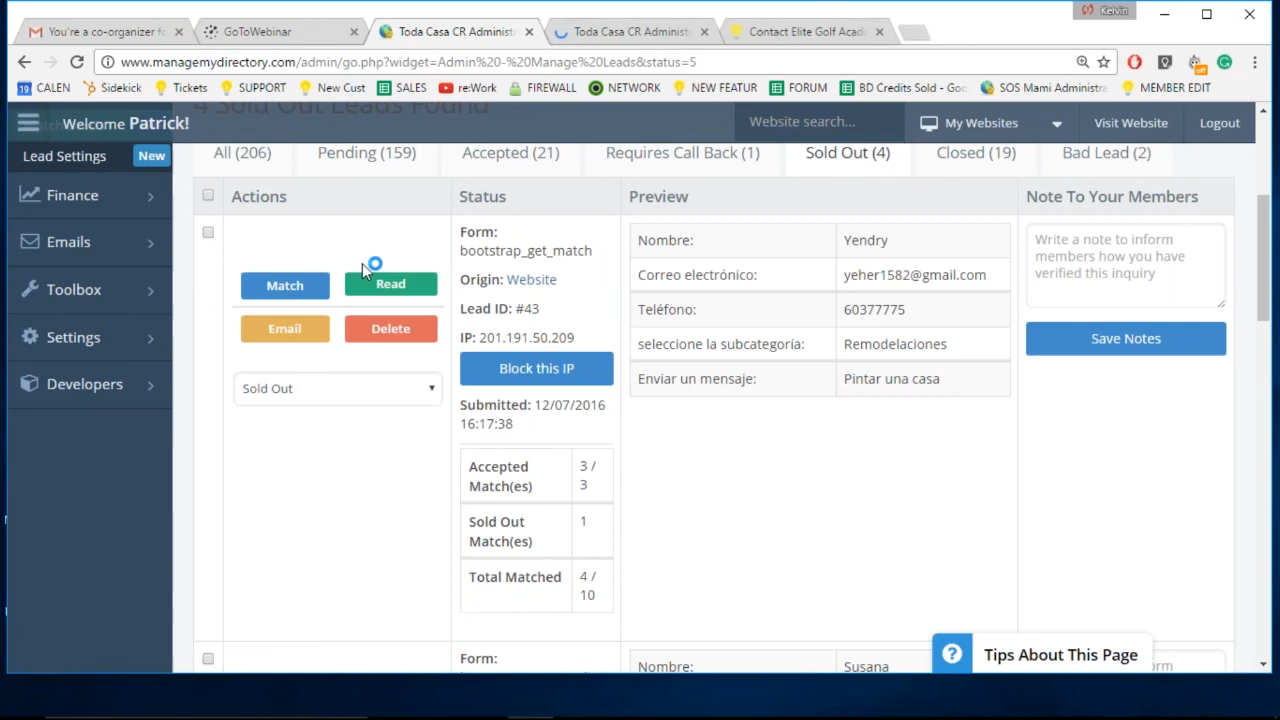 Kelvin
You're a co-organizer fo
GoToWebinar
Toda Casa CR Administ
Toda Casa CR Administ
Contact Elite Golf Acad
www.managemydirectory.com/admin/go.php?widget=Admin%20-%20Manage%20Leads&status=5
CALEN
Sidekick
Tickets
SUPPORT
New Cust
SALES
re:Work
FIREWALL
NETWORK
NEW FEATUR
FORUM
BD Credits Sold - Goo
SOS Mami Administra
MEMBER EDIT
4 Sold Out Leads Found
Welcome Patrick!
Website search...
My Websites
Visit Website
Logout
Lead Settings
New
Finance
Emails
Toolbox
Settings
Developers
All (206)
Pending (159)
Accepted (21)
Requires Call Back (1)
Sold Out (4)
Closed (19)
Bad Lead (2)
Actions
Status
Preview
Note To Your Members
Match
Read
Email
Delete
Sold Out
Form:
bootstrap_get_match
Origin: Website
Lead ID: #43
IP: 201.191.50.209
Block this IP
Submitted: 12/07/2016
16:17:38
Accepted Match(es)
3 / 3
Sold Out Match(es)
1
Total Matched
4 / 10
Nombre: Yendry
Correo electrónico: yeher1582@gmail.com
Teléfono: 60377775
seleccione la subcategoría: Remodelaciones
Enviar un mensaje: Pintar una casa
Write a note to inform
members how you have
verified this inquiry
Save Notes
Form:
Nombre: Susana
orm
? Tips About This Page